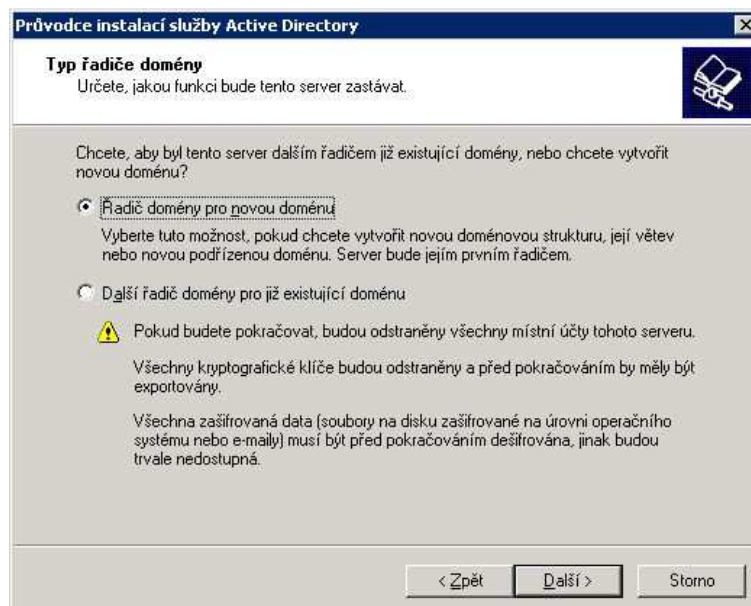 Průvodce instalací služby Active Directory
Typ řadiče domény
Určete, jakou funkci bude tento server zastávat.
Chcete, aby byl tento server dalším řadičem již existující domény, nebo chcete vytvořit
novou doménu?
Řadič domény pro novou doménu
Vyberte tuto možnost, pokud chcete vytvořit novou doménovou strukturu, její větev
nebo novou podřízenou doménu. Server bude jejím prvním řadičem.
Další řadič domény pro již existující doménu
Pokud budete pokračovat, budou odstraněny všechny místní účty tohoto serveru.
Všechny kryptografické klíče budou odstraněny a před pokračováním by měly být
exportovány.
Všechna zašifrovaná data (soubory na disku zašifrované na úrovni operačního
systému nebo e-maily) musí být před pokračováním dešifrována, jinak budou
trvale nedostupná.
< Zpět Další > Storno